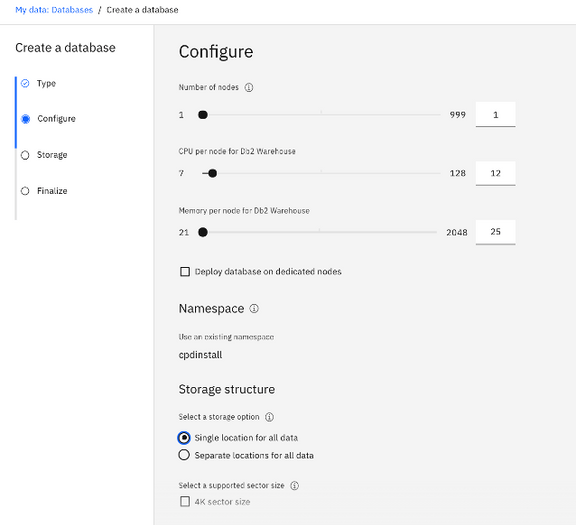 My data: Databases / Create a database
Create a database
Type
Configure
Storage
Finalize
Configure
Number of nodes
1 999 1
CPU per node for Db2 Warehouse
7 128 12
Memory per node for Db2 Warehouse
21 2048 25
Deploy database on dedicated nodes
Namespace
Use an existing namespace
cpdinstall
Storage structure
Select a storage option
Single location for all data
Separate locations for all data
Select a supported sector size
4K sector size